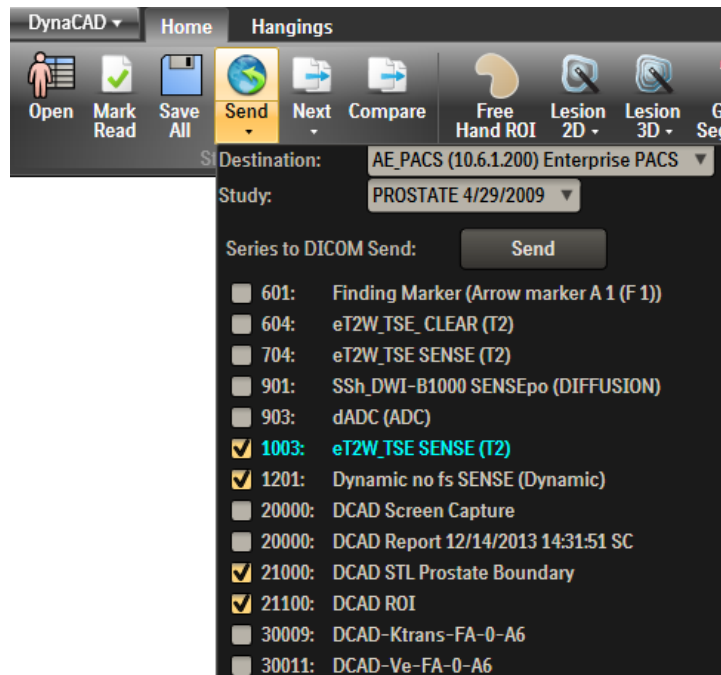 DynaCAD Home Hangings
Open Mark Read Save All Send Next Compare Free Hand ROI Lesion 2D Lesion 3D
Destination: AE_PACS (10.6.1.200) Enterprise PACS
Study: PROSTATE 4/29/2009
Series to DICOM Send: Send
601: Finding Marker (Arrow marker A 1 (F 1))
604: eT2W_TSE_CLEAR (T2)
704: eT2W_TSE SENSE (T2)
901: SSh_DWI-B1000 SENSEpo (DIFFUSION)
903: dADC (ADC)
1003: eT2W_TSE SENSE (T2)
1201: Dynamic no fs SENSE (Dynamic)
20000: DCAD Screen Capture
20000: DCAD Report 12/14/2013 14:31:51 SC
21000: DCAD STL Prostate Boundary
21100: DCAD ROI
30009: DCAD-Ktrans-FA-0-A6
30011: DCAD-Ve-FA-0-A6